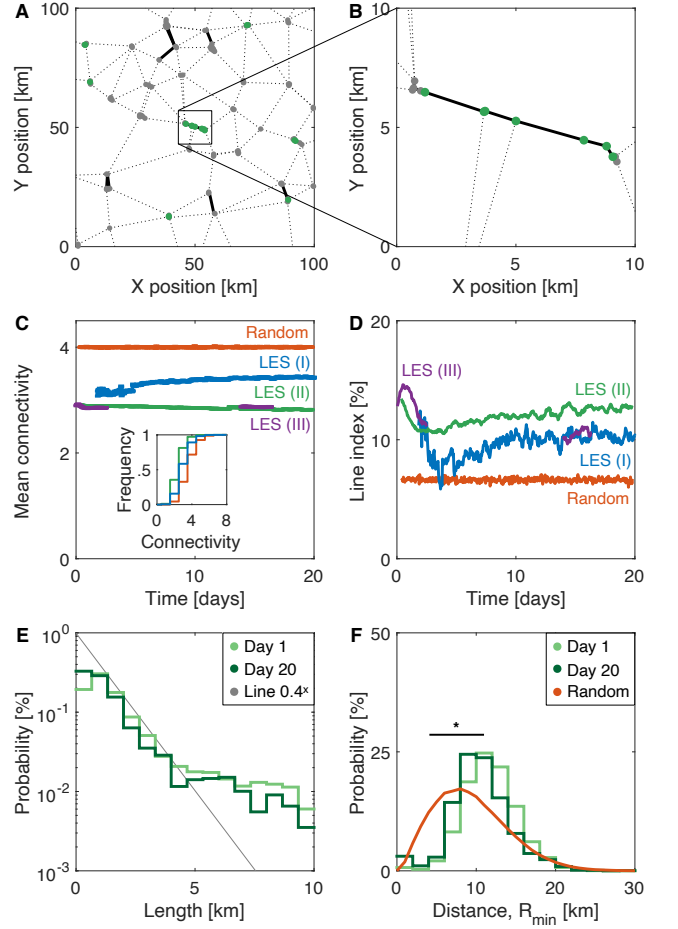 A
100
Y position [km]
50
0
0
50
100
X position [km]
B
10
Y position [km]
5
0
0
5
10
X position [km]
C
4
Mean connectivity
2
0
Random
LES (I)
LES (II)
LES (III)
1
Frequency
.5
0
0
4
8
Connectivity
0
10
20
Time [days]
D
20
Line index [%]
10
0
LES (III)
LES (II)
LES (I)
Random
0
10
20
Time [days]
E
10⁰
10⁻¹
Probability [%]
10⁻²
10⁻³
Day 1
Day 20
Line 0.4ˣ
0
5
10
Length [km]
F
50
Probability [%]
25
0
Day 1
Day 20
Random
*
0
10
20
30
Distance, R_min [km]